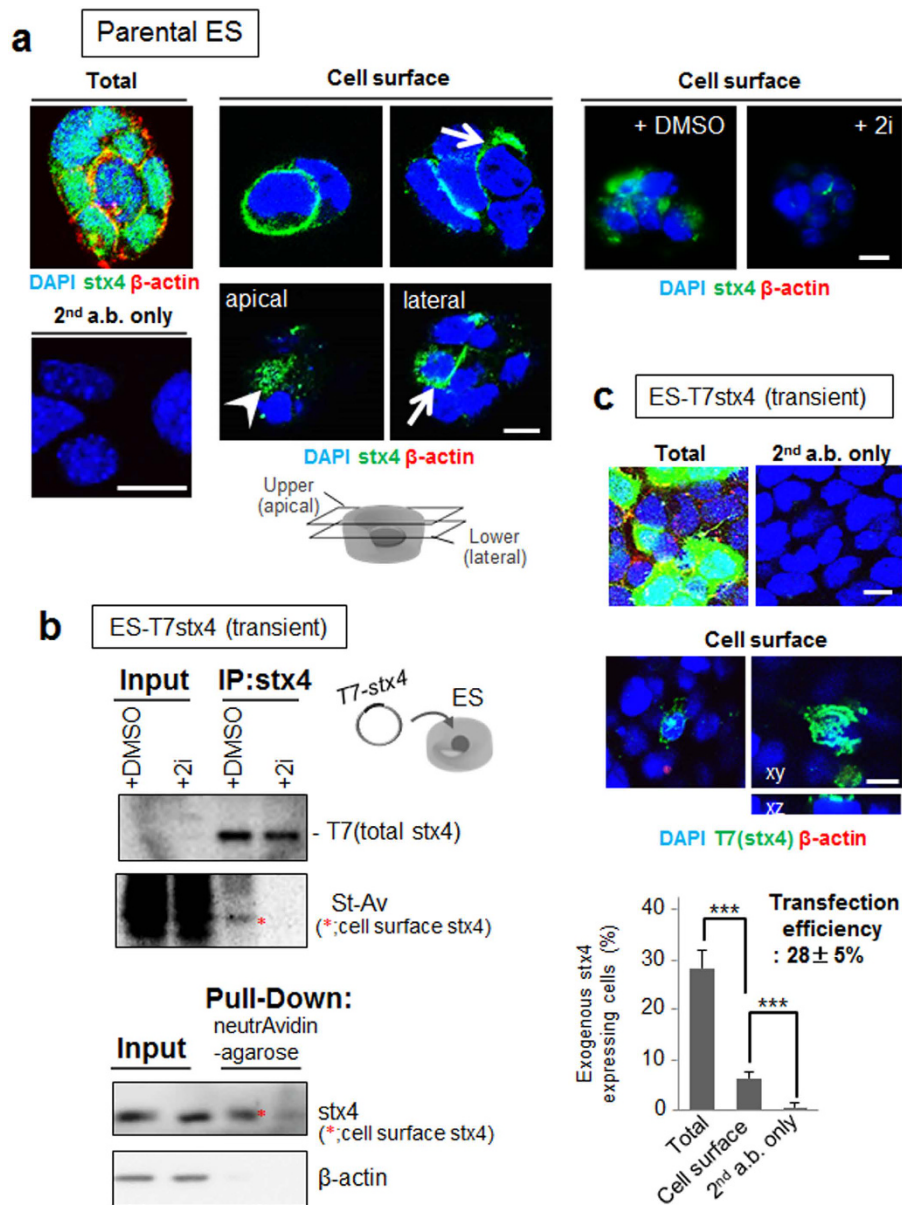 a
Parental ES
Total
Cell surface
Cell surface
+ DMSO
+ 2i
DAPI stx4 β-actin
DAPI stx4 β-actin
2nd a.b. only
apical
lateral
DAPI stx4 β-actin
Upper
(apical)
Lower
(lateral)
b
ES-T7stx4 (transient)
Input
IP:stx4
+DMSO
+2i
+DMSO
+2i
T7-stx4
ES
- T7(total stx4)
St-Av
(*;cell surface stx4)
*
Pull-Down:
Input
neutrAvidin
-agarose
stx4
(*;cell surface stx4)
*
β-actin
c
ES-T7stx4 (transient)
Total
2nd a.b. only
Cell surface
xy
xz
DAPI T7(stx4) β-actin
Exogenous stx4
expressing cells (%)
40
30
20
10
0
***
***
Transfection
efficiency
: 28± 5%
Total
Cell surface
2nd a.b. only